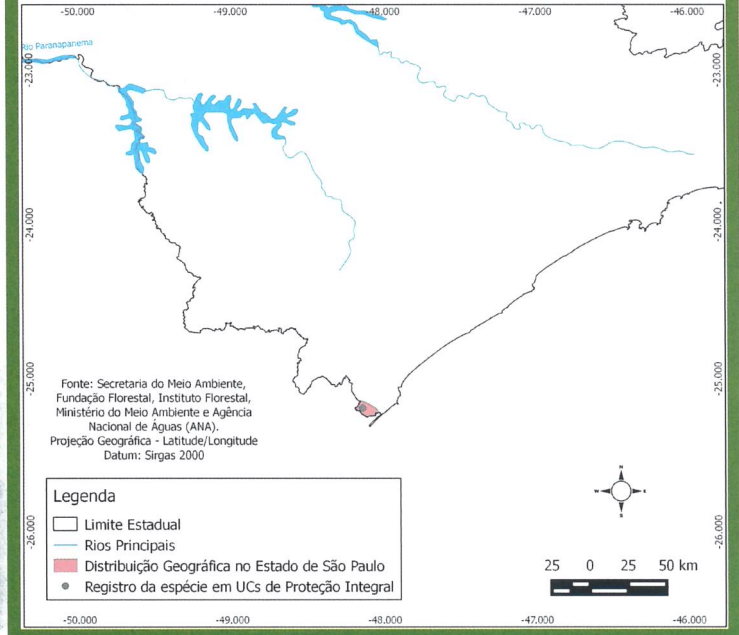 -50.000 -49.000 -48.000 -47.000 -46.000
Rio Paranapanema
-23.000 -23.000
-24.000 -24.000
-25.000 -25.000
Fonte: Secretaria do Meio Ambiente,
Fundação Florestal, Instituto Florestal,
Ministério do Meio Ambiente e Agência
Nacional de Águas (ANA).
Projeção Geográfica - Latitude/Longitude
Datum: Sirgas 2000
Legenda
Limite Estadual
Rios Principais
Distribuição Geográfica no Estado de São Paulo
Registro da espécie em UCs de Proteção Integral
-26.000 -26.000
N
W E
S
25 0 25 50 km
-50.000 -49.000 -48.000 -47.000 -46.000